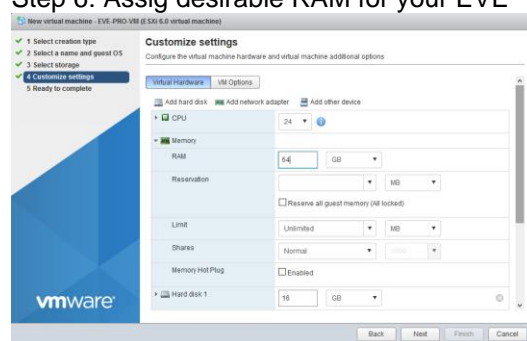 Step 6: Assig desirable RAM for your EVE
New virtual machine - EVE-PRO-VM (ESXi 6.0 virtual machine)
1 Select creation type
2 Select a name and guest OS
3 Select storage
4 Customize settings
5 Ready to complete
Customize settings
Configure the virtual machine hardware and virtual machine additional options
Virtual Hardware VM Options
Add hard disk Add network adapter Add other device
CPU 24
Memory
RAM 64 GB
Reservation MB
Reserve all guest memory (All locked)
Limit Unlimited MB
Shares Normal
Memory Hot Plug Enabled
Hard disk 1 16 GB
vmware
Back Next Finish Cancel